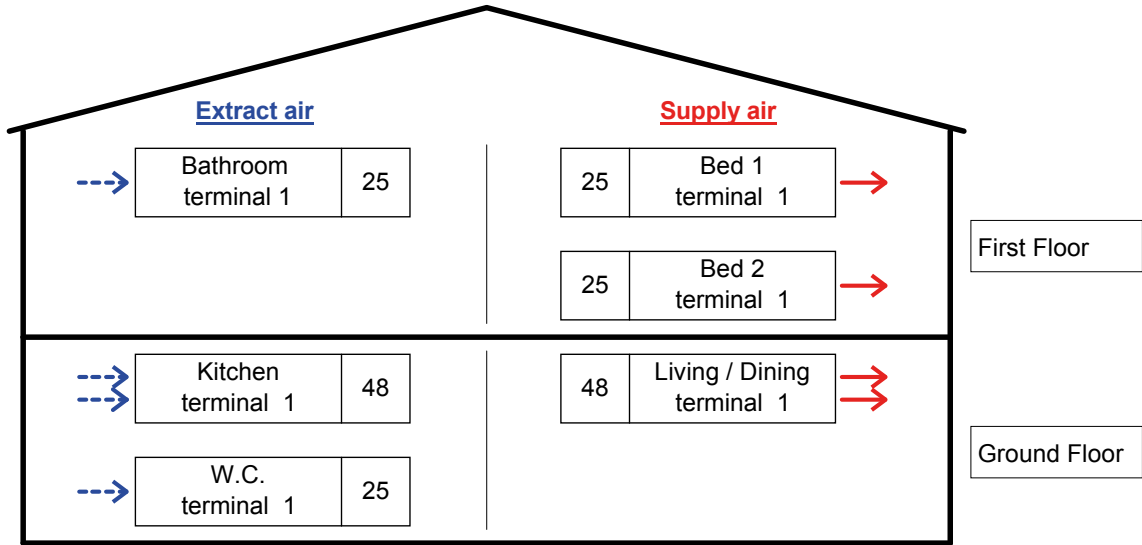 Extract air
Supply air
Bathroom
terminal 1
25
25
Bed 1
terminal 1
First Floor
25
Bed 2
terminal 1
Kitchen
terminal 1
48
48
Living / Dining
terminal 1
Ground Floor
W.C.
terminal 1
25